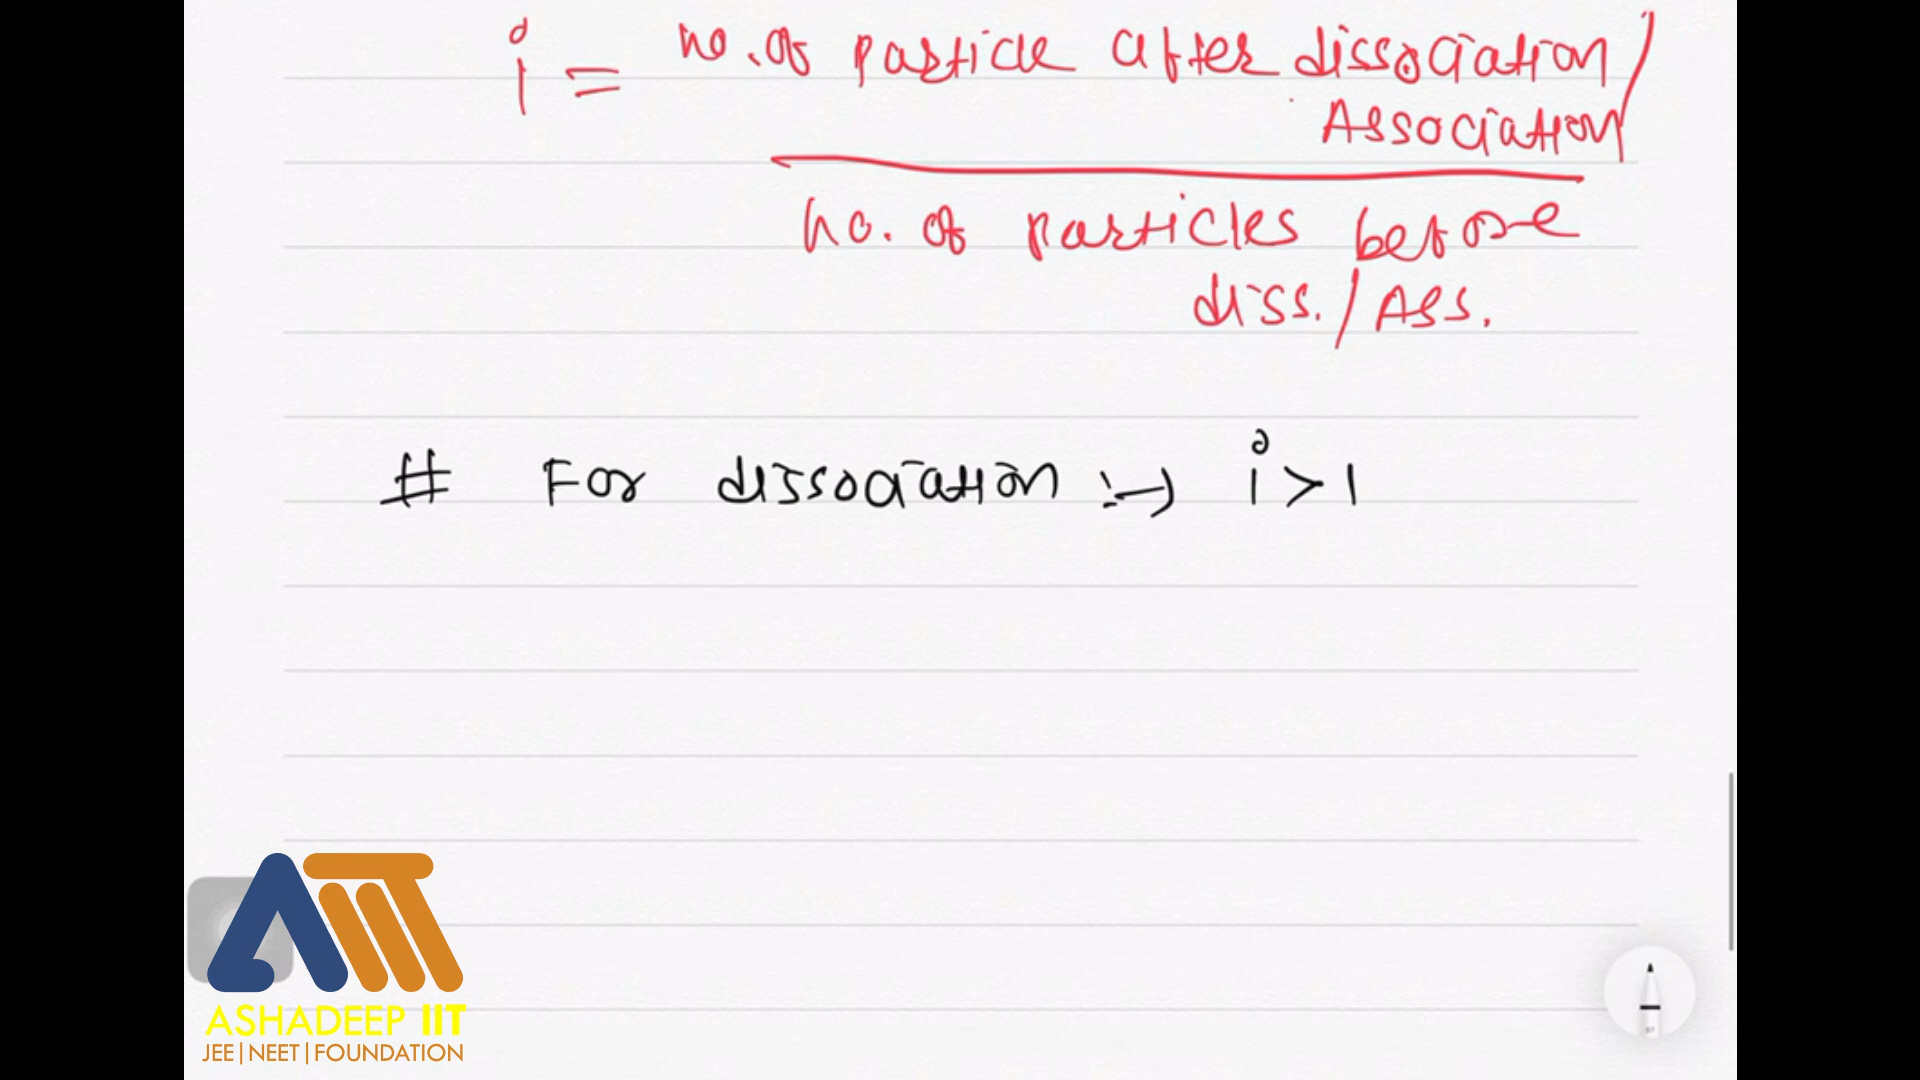 i = no. of particle after dissociation /
Association
no. of particles before
diss. / Ass.
# For dissociation :→ i > 1
ASHADEEP IIT
JEE | NEET | FOUNDATION